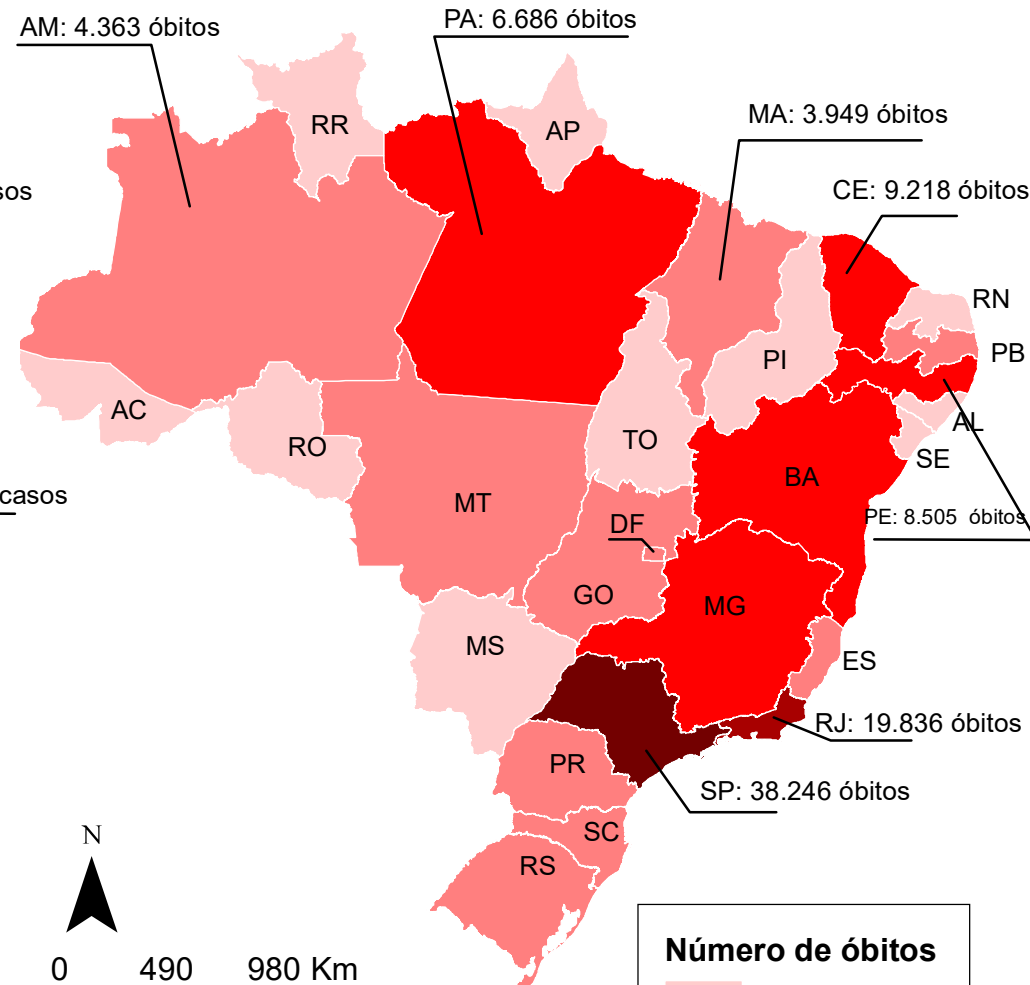 AM: 4.363 óbitos
PA: 6.686 óbitos
MA: 3.949 óbitos
CE: 9.218 óbitos
RR
AP
RN
PB
PI
AC
RO
TO
AL
SE
casos
MT
BA
DF
PE: 8.505 óbitos
GO
MG
MS
ES
RJ: 19.836 óbitos
PR
SP: 38.246 óbitos
SC
RS
N
0 490 980 Km
Número de óbitos